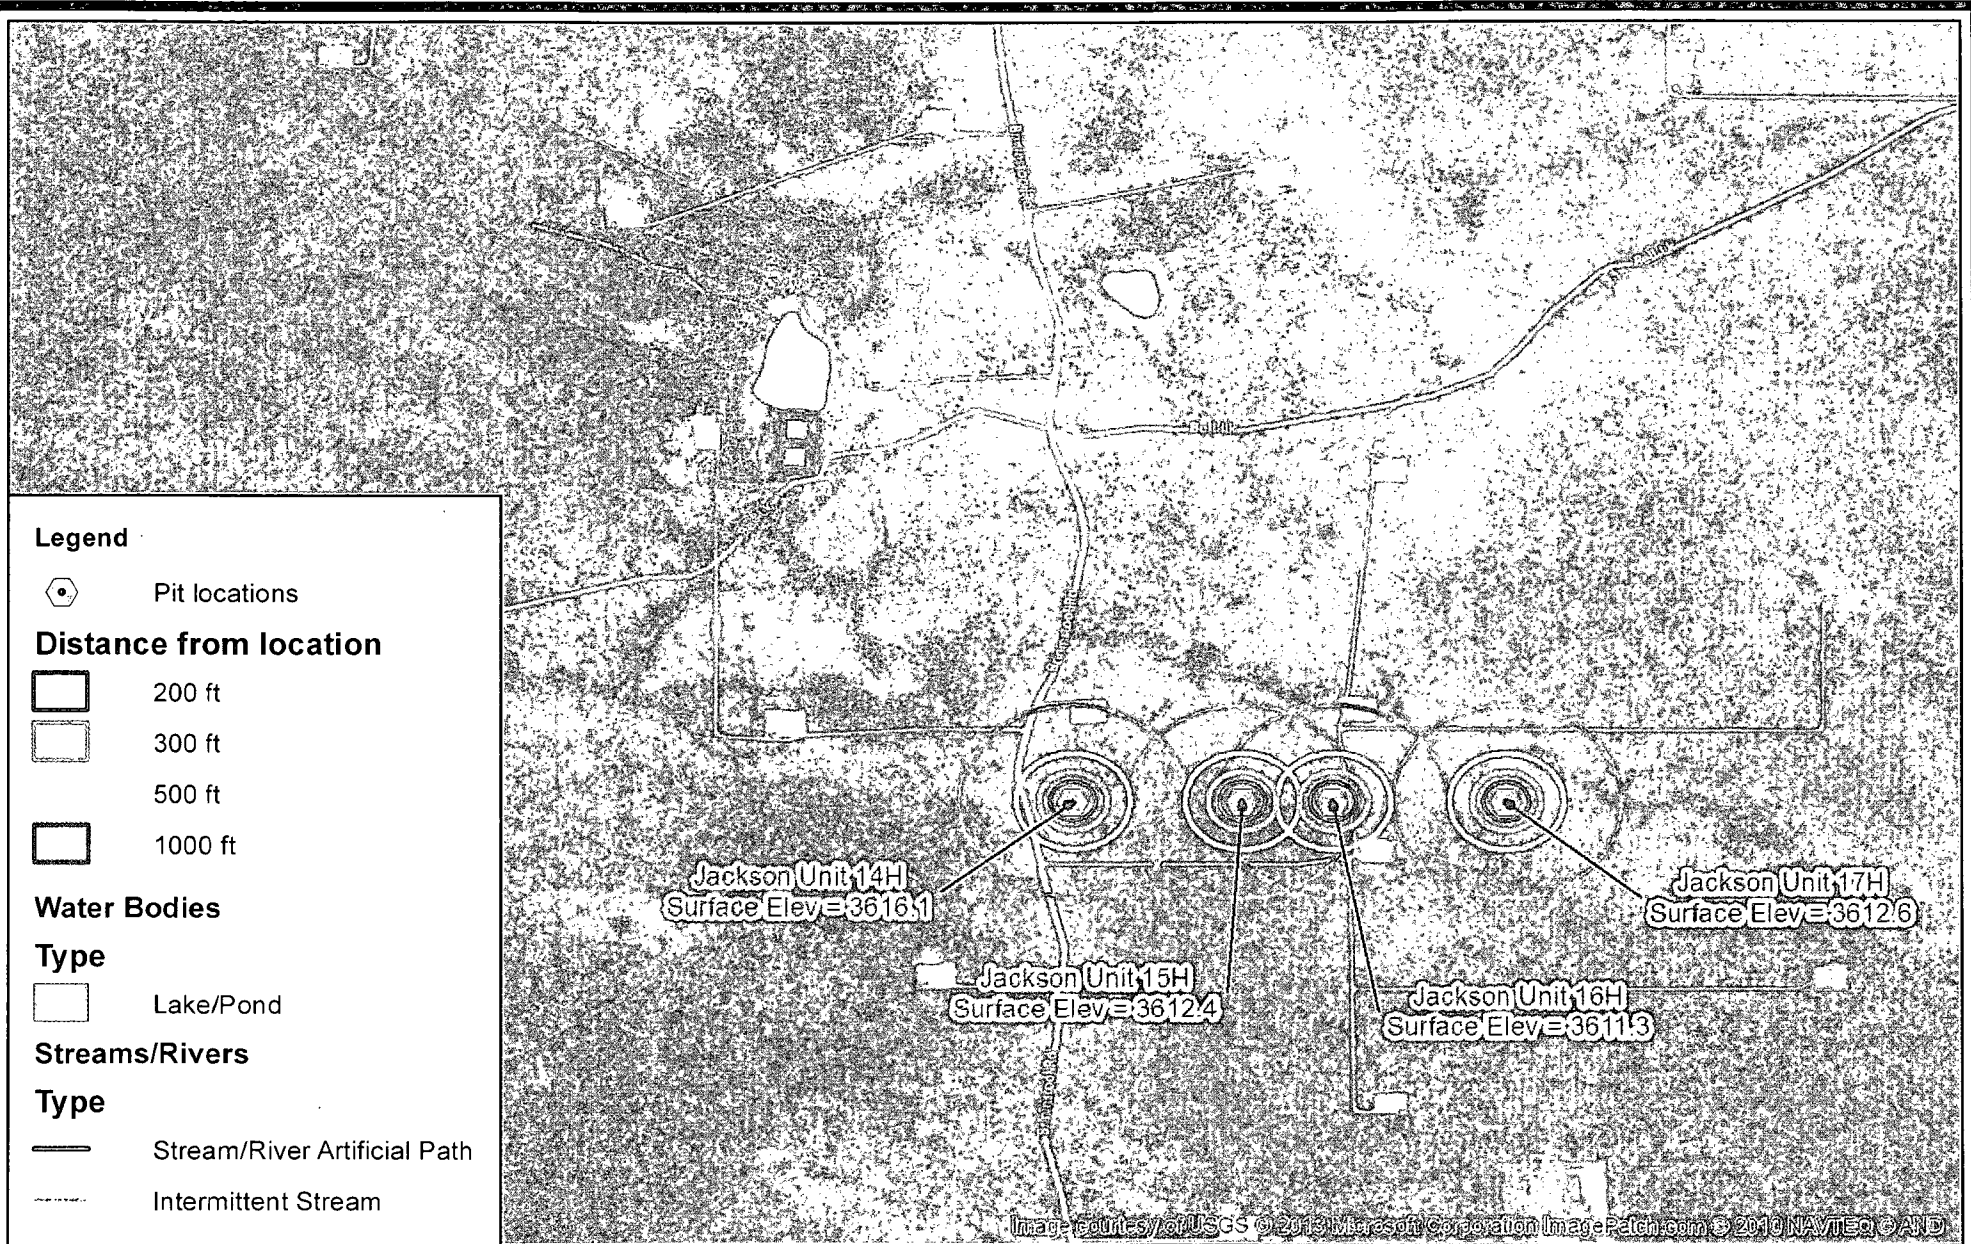 Legend
Pit locations
Distance from location
200 ft
300 ft
500 ft
1000 ft
Water Bodies
Type
Lake/Pond
Streams/Rivers
Type
Stream/River Artificial Path
Intermittent Stream
Jackson Unit 14H
Surface Elev = 3616.1
Jackson Unit 15H
Surface Elev = 3612.4
Jackson Unit 16H
Surface Elev = 3611.3
Jackson Unit 17H
Surface Elev = 3612.6
Image courtesy of USGS © 2013 Microsoft Corporation ImagePatch.com © 2010 NAVTEQ © AND